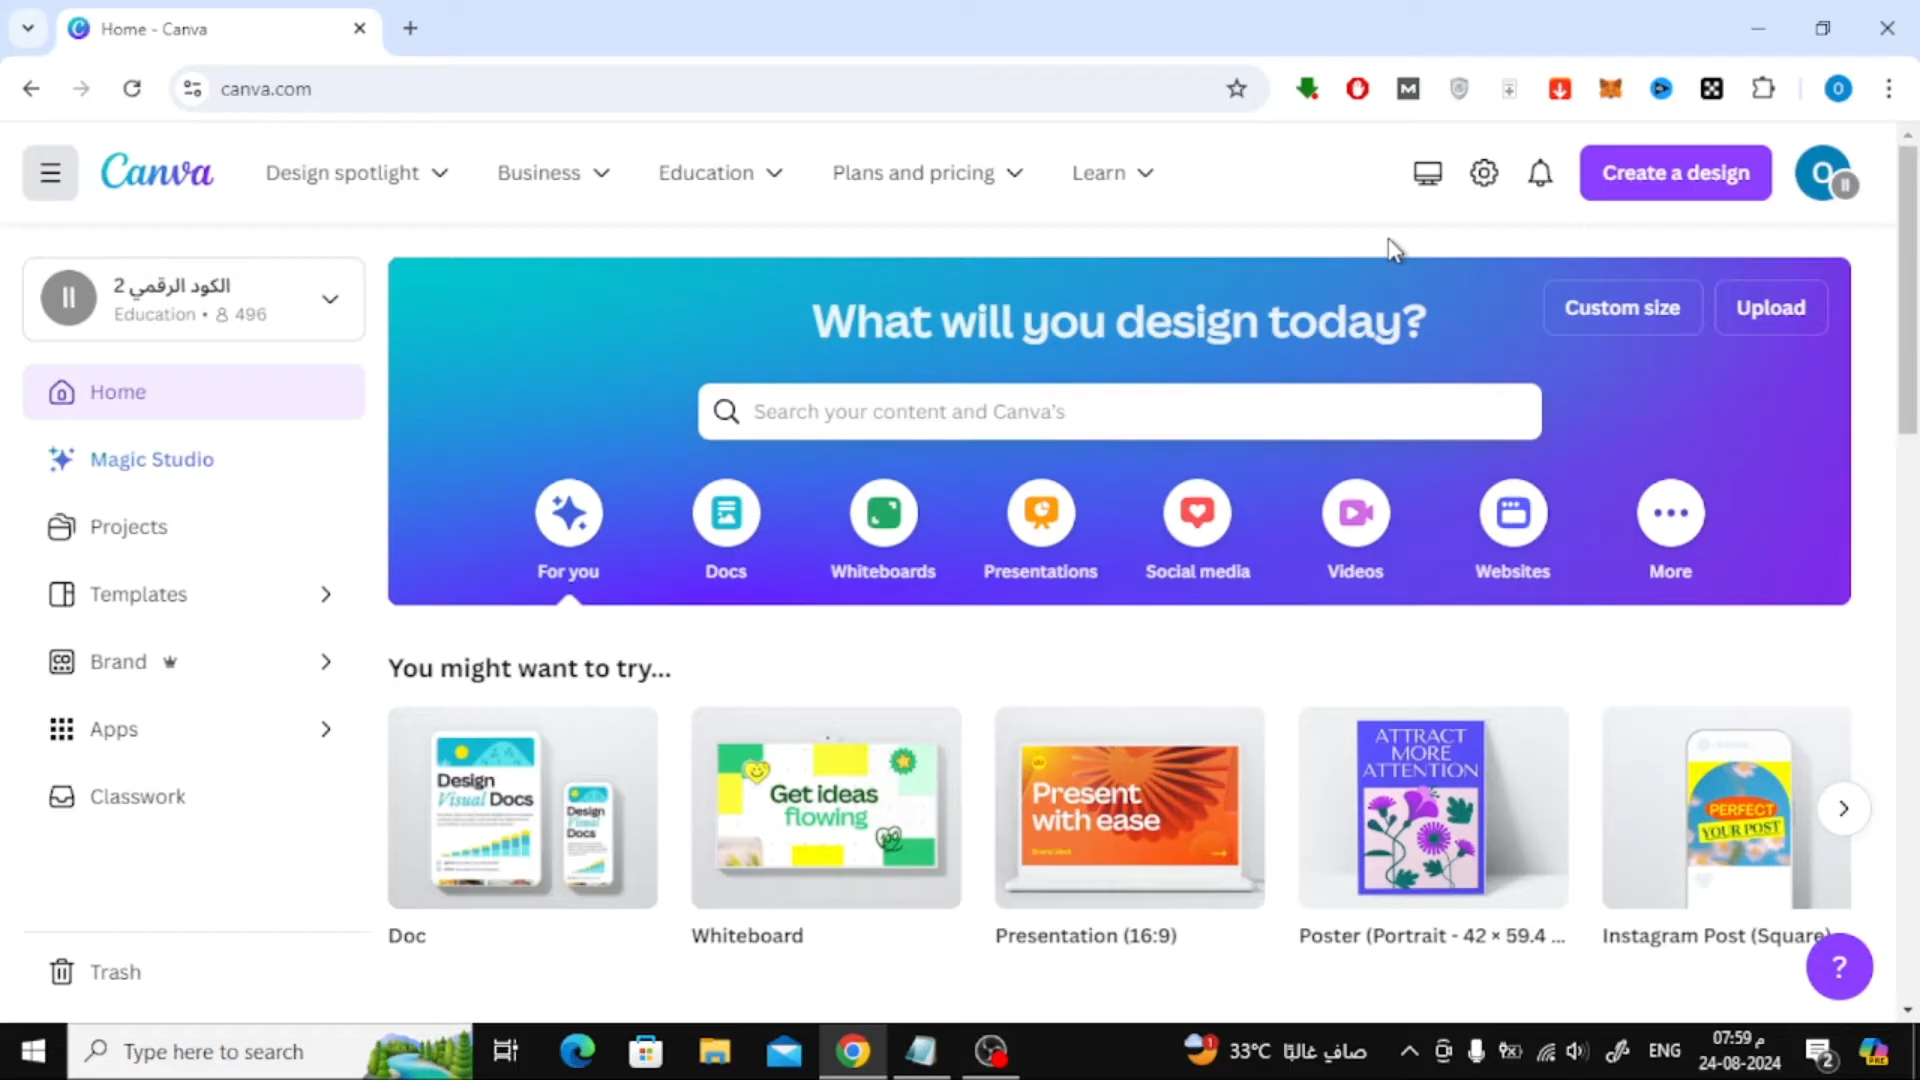 Home - Canva
canva.com
Canva
Design spotlight
Business
Education
Plans and pricing
Learn
Create a design
O
الكود الرقمي 2
Education • 496
Home
Magic Studio
Projects
Templates
Brand
Apps
Classwork
Trash
What will you design today?
Custom size
Upload
Search your content and Canva's
For you
Docs
Whiteboards
Presentations
Social media
Videos
Websites
More
You might want to try...
Design
Visual Docs
Design
Visual
Docs
Get ideas
flowing
Present
with ease
ATTRACT
MORE
ATTENTION
PERFECT
YOUR POST
Doc
Whiteboard
Presentation (16:9)
Poster (Portrait - 42 × 59.4 ...
Instagram Post (Square)
?
Type here to search
33°C صافٍ غالبًا
ENG
07:59 م
24-08-2024
2